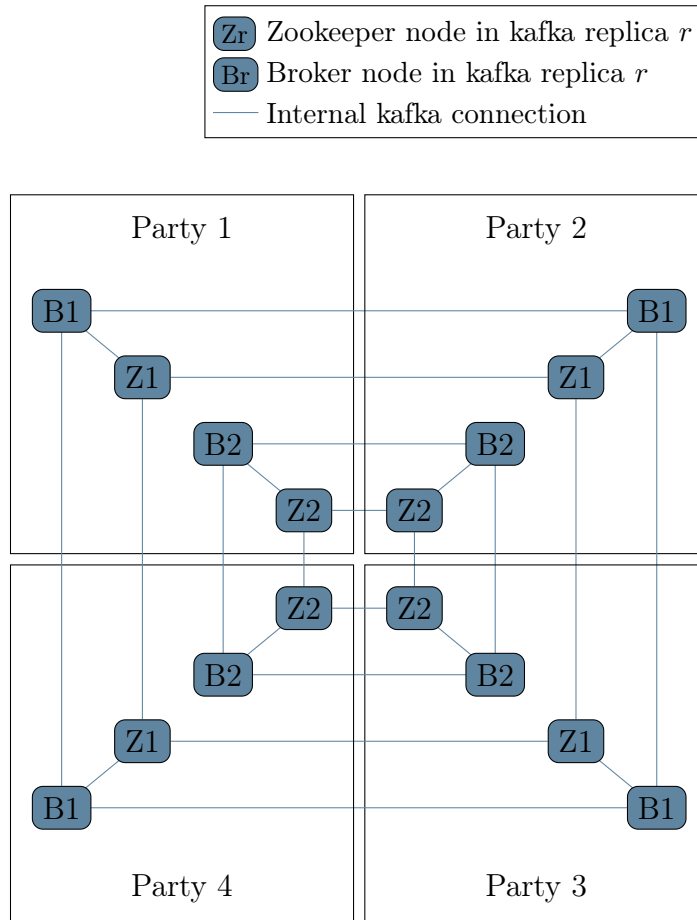 Zr Zookeeper node in kafka replica r
Br Broker node in kafka replica r
Internal kafka connection
Party 1 Party 2
B1 B1
Z1 Z1
B2 B2
Z2 Z2
Z2 Z2
B2 B2
Z1 Z1
B1 B1
Party 4 Party 3